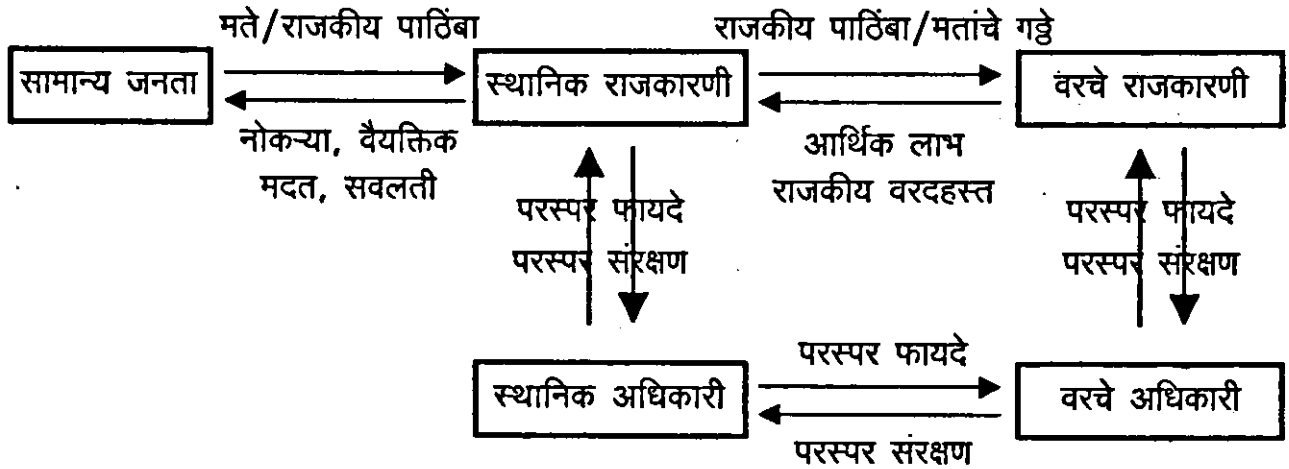 मते/राजकीय पाठिंबा
राजकीय पाठिंबा/मतांचे गठ्ठे
सामान्य जनता
स्थानिक राजकारणी
वरचे राजकारणी
नोकऱ्या, वैयक्तिक
मदत, सवलती
आर्थिक लाभ
राजकीय वरदहस्त
परस्पर फायदे
परस्पर संरक्षण
परस्पर फायदे
परस्पर संरक्षण
परस्पर फायदे
स्थानिक अधिकारी
वरचे अधिकारी
परस्पर संरक्षण